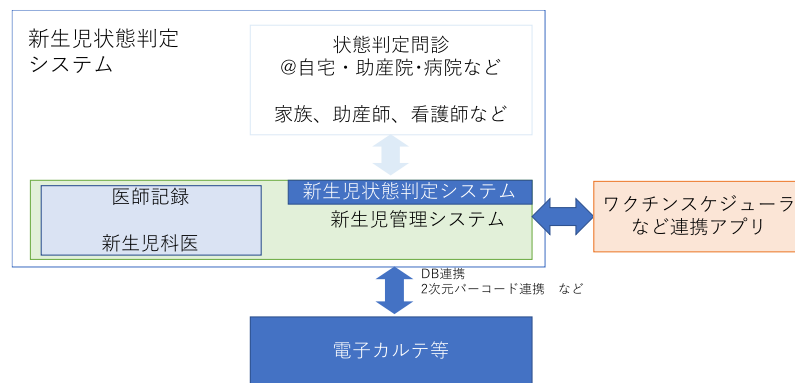 新生児状態判定
システム
状態判定問診
@自宅・助産院･病院など
家族、助産師、看護師など
医師記録
新生児科医
新生児状態判定システム
新生児管理システム
ワクチンスケジューラ
など連携アプリ
DB連携
2次元バーコード連携　など
電子カルテ等